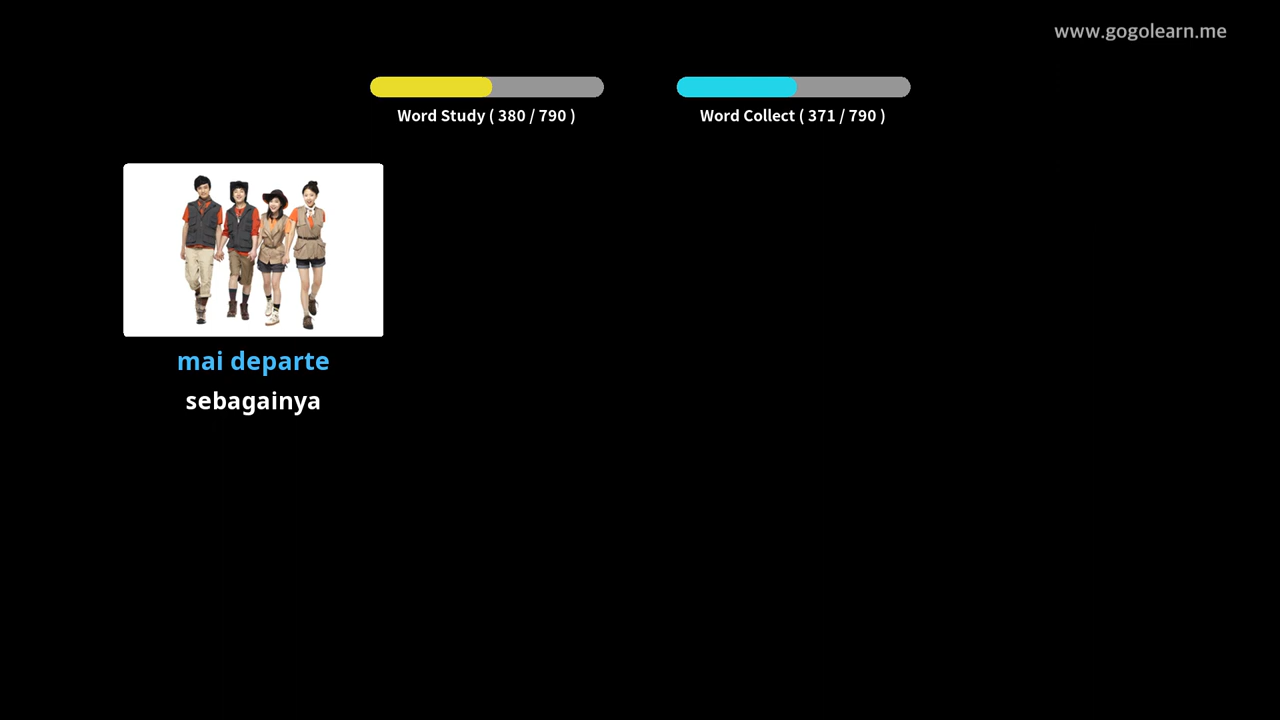 www.gogolearn.me
Word Study ( 380 / 790 )
Word Collect ( 371 / 790 )
mai departe
sebagainya